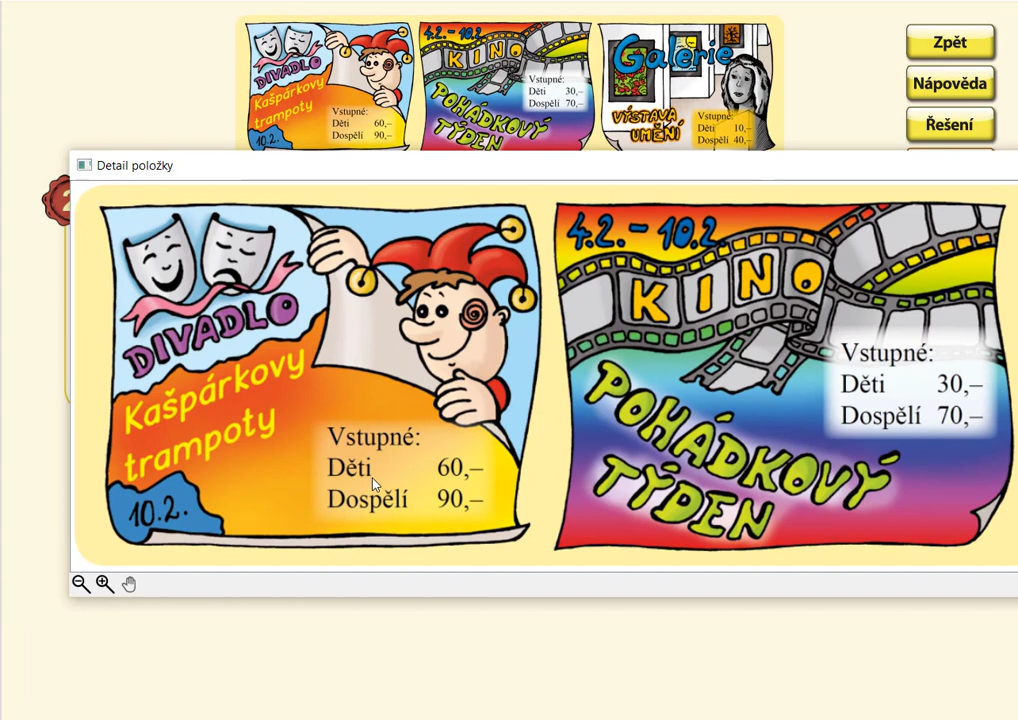 DIVADLO
Kašpárkovy
trampoty
10.2.
Vstupné:
Děti 60,–
Dospělí 90,–
4.2. - 10.2.
KINO
Vstupné:
Děti 30,–
Dospělí 70,–
POHÁDKOVÝ
TÝDEN
Galerie
VÝSTAVA
UMĚNÍ
Vstupné:
Děti 10,–
Dospělí 40,–
Zpět
Nápověda
Řešení
Detail položky
DIVADLO
Kašpárkovy
trampoty
10.2.
Vstupné:
Děti 60,–
Dospělí 90,–
4.2. - 10.2.
KINO
Vstupné:
Děti 30,–
Dospělí 70,–
POHÁDKOVÝ
TÝDEN